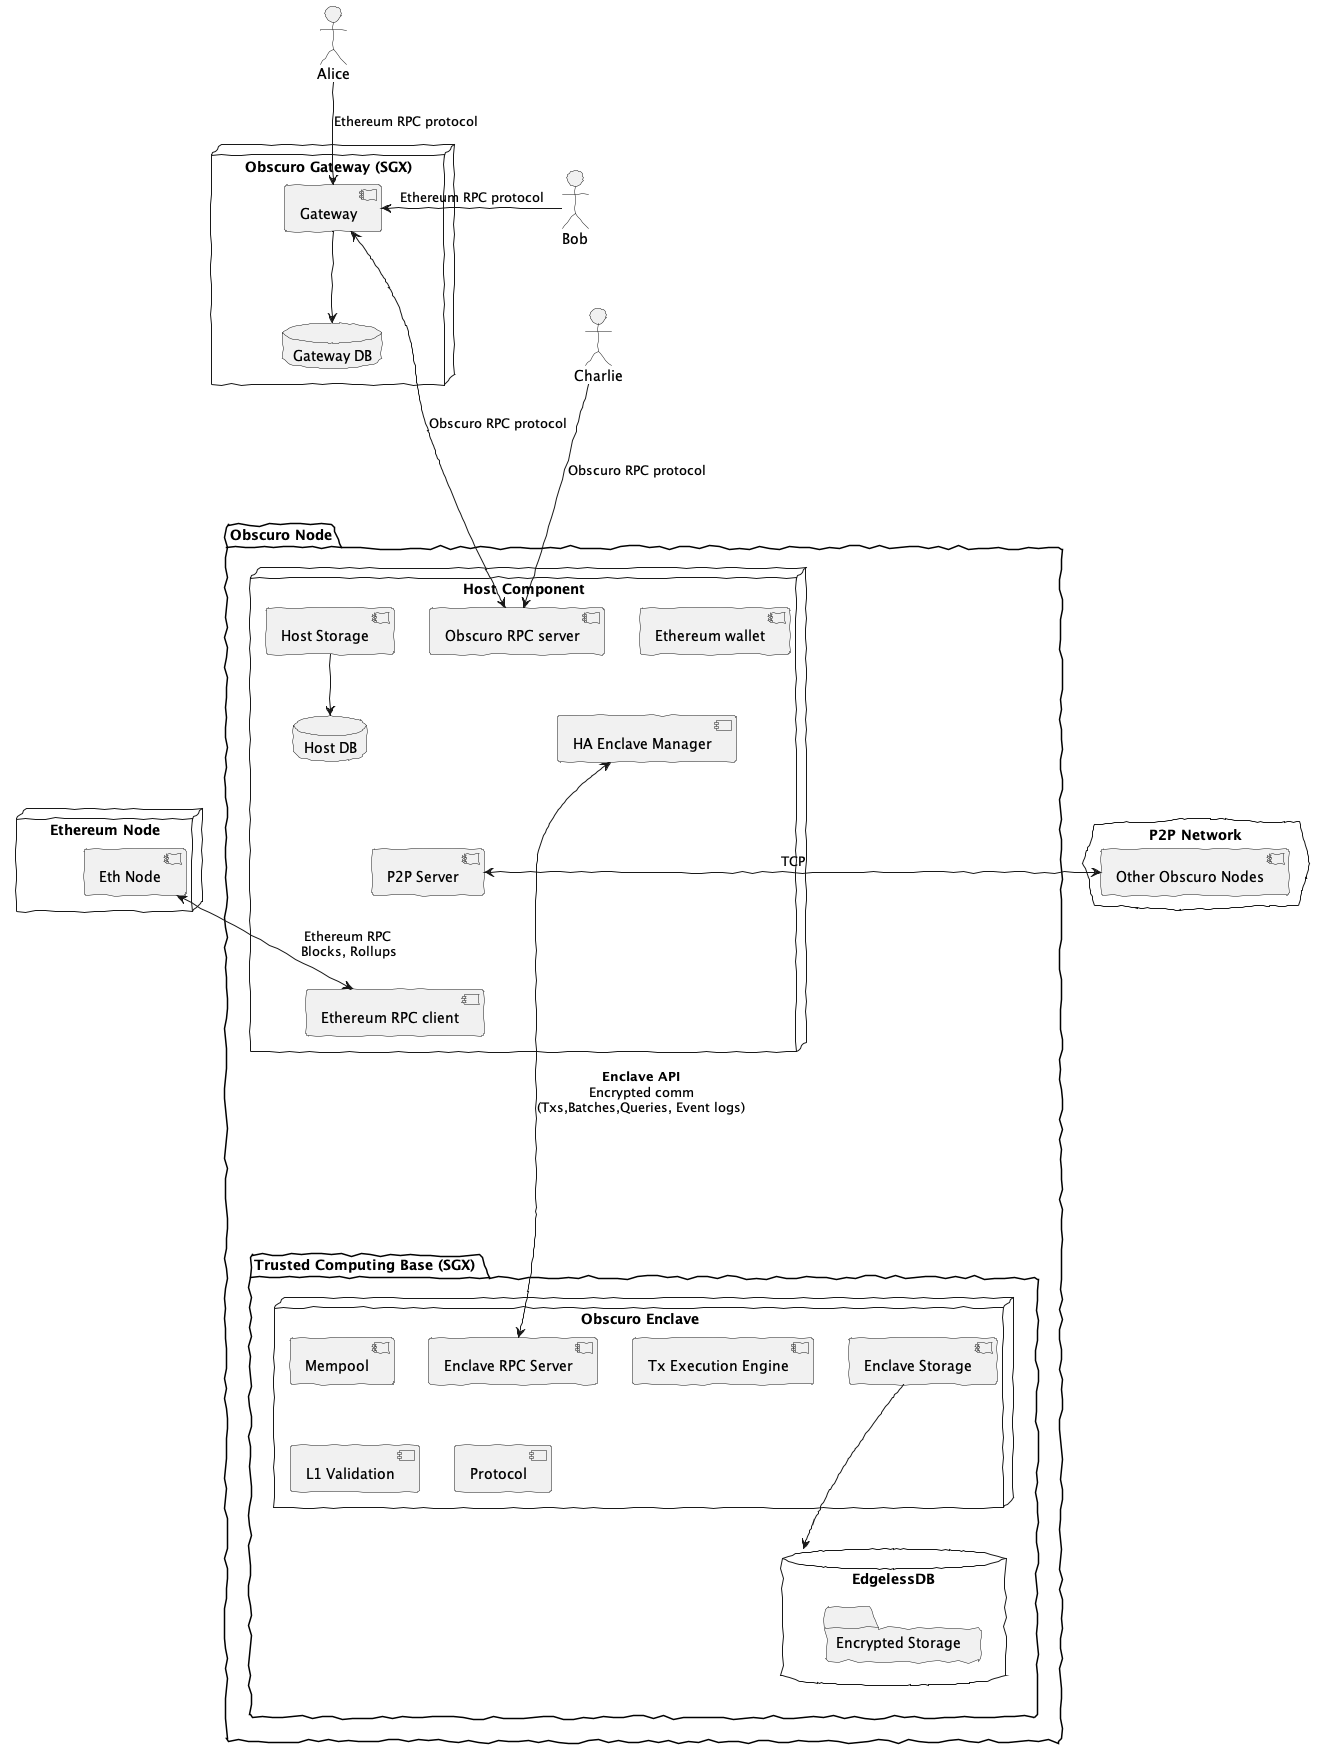 Alice
Ethereum RPC protocol
Obscuro Gateway (SGX)
Gateway
Ethereum RPC protocol
Bob
Gateway DB
Charlie
Obscuro RPC protocol
Obscuro RPC protocol
Obscuro Node
Host Component
Host Storage
Obscuro RPC server
Ethereum wallet
Host DB
HA Enclave Manager
Ethereum Node
Eth Node
P2P Server
TCP
P2P Network
Other Obscuro Nodes
Ethereum RPC
Blocks, Rollups
Ethereum RPC client
Enclave API
Encrypted comm
(Txs,Batches,Queries, Event logs)
Trusted Computing Base (SGX)
Obscuro Enclave
Mempool
Enclave RPC Server
Tx Execution Engine
Enclave Storage
L1 Validation
Protocol
EdgelessDB
Encrypted Storage